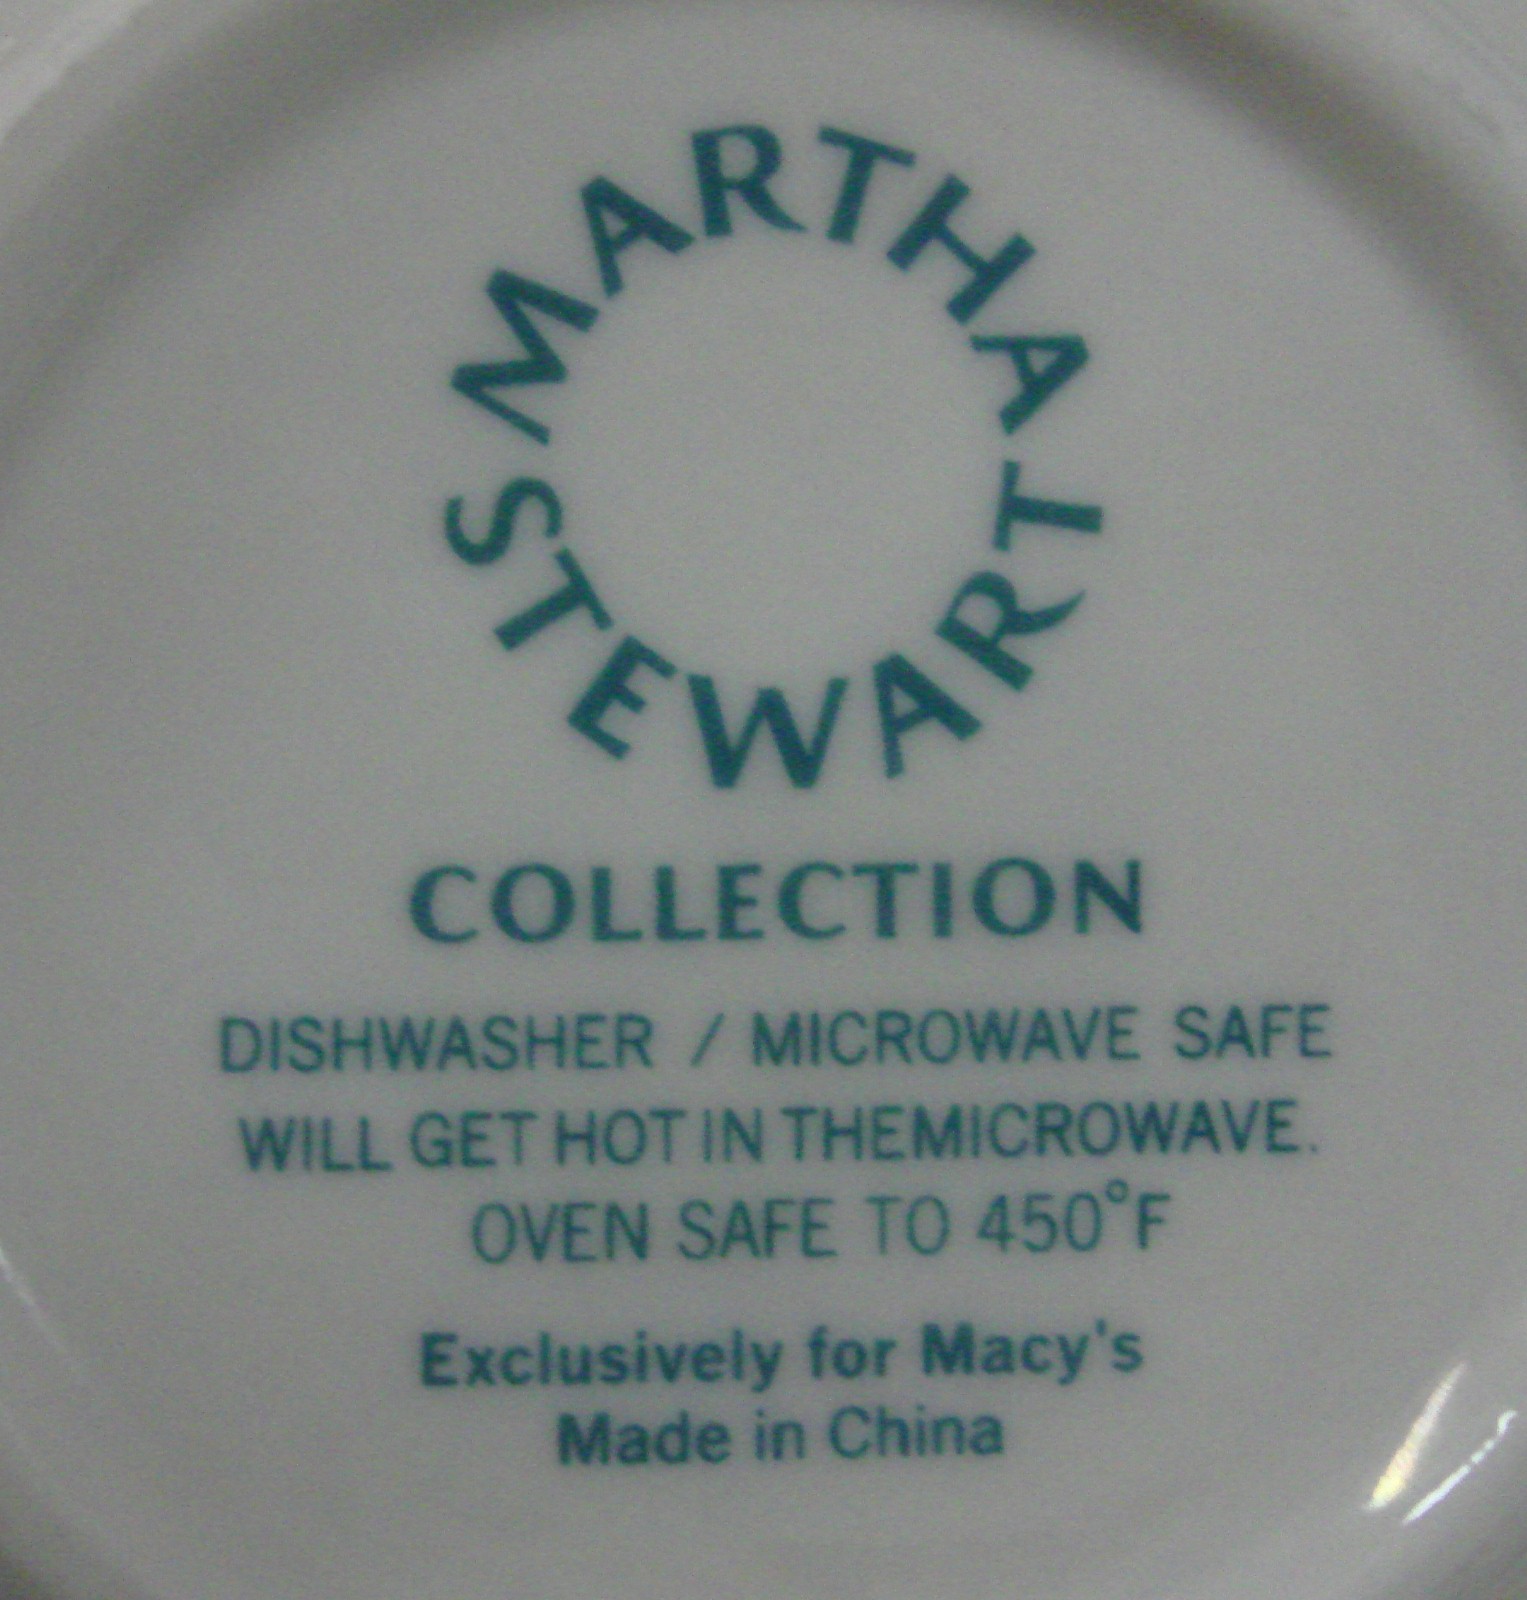 MARTHA
STEWART
COLLECTION
DISHWASHER / MICROWAVE SAFE
WILL GET HOT IN THEMICROWAVE.
OVEN SAFE TO 450°F
Exclusively for Macy's
Made in China